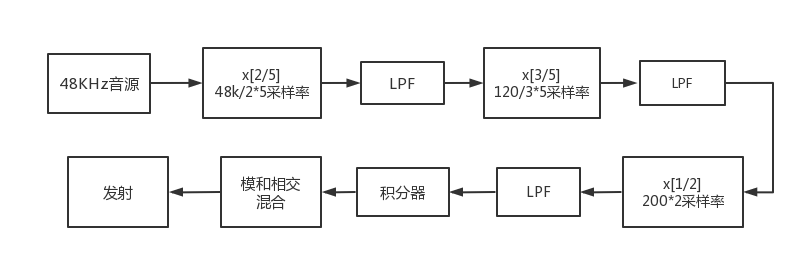 48KHz音源
x[2/5]
48k/2*5采样率
LPF
x[3/5]
120/3*5采样率
LPF
x[1/2]
200*2采样率
LPF
积分器
模和相交
混合
发射